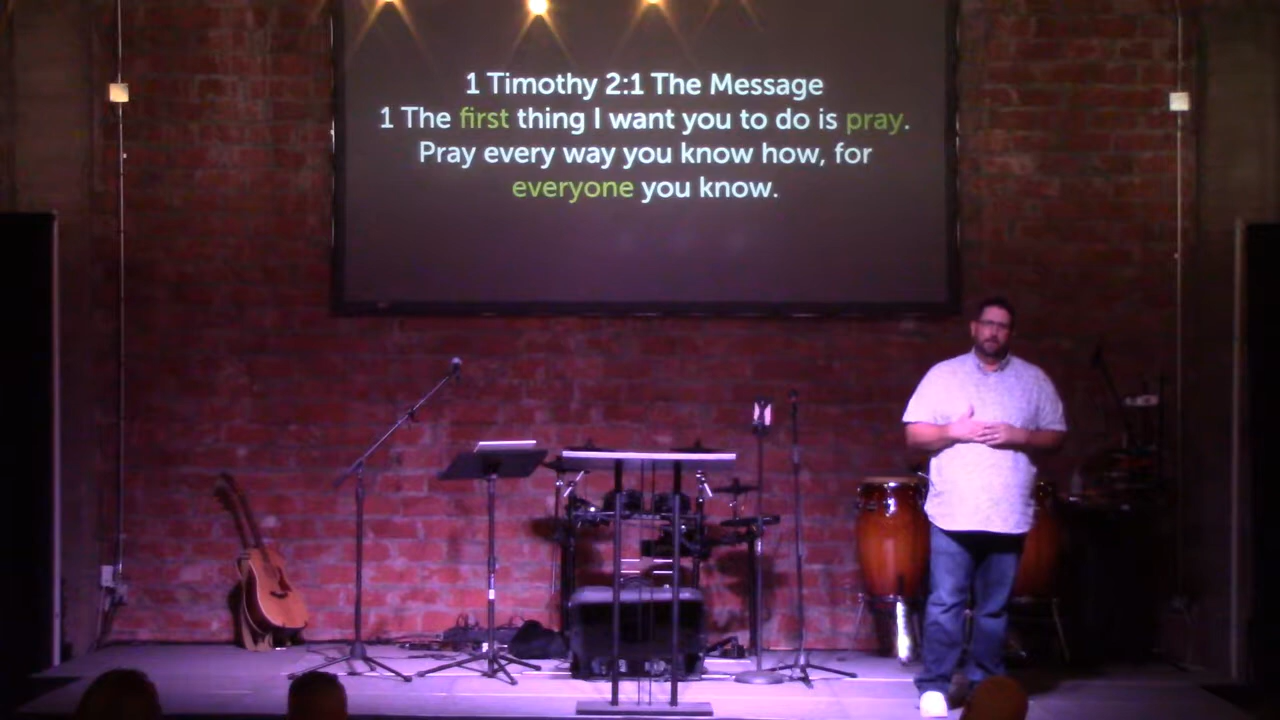 1 Timothy 2:1 The Message
1 The first thing I want you to do is pray.
Pray every way you know how, for
everyone you know.